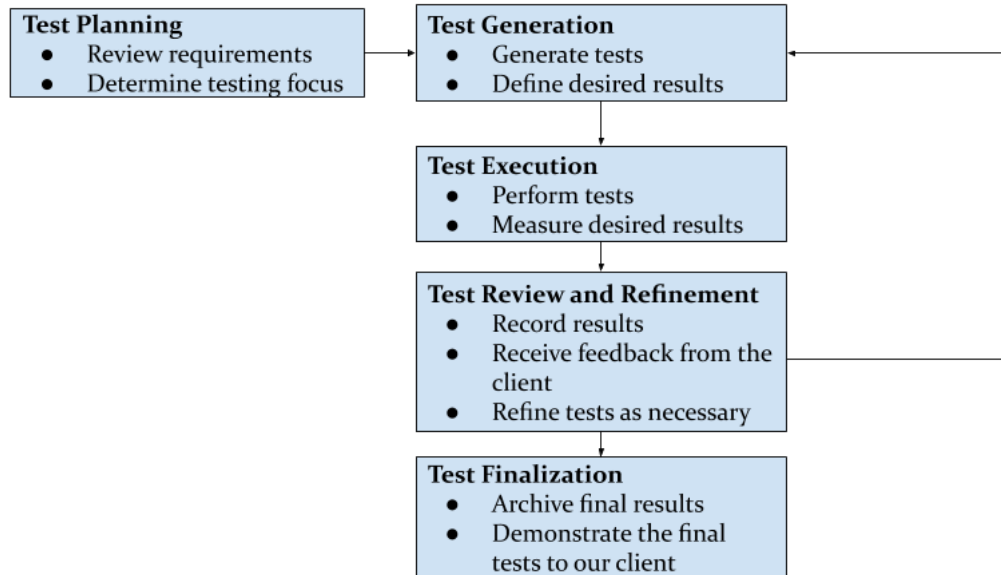 Test Planning
● Review requirements
● Determine testing focus
Test Generation
● Generate tests
● Define desired results
Test Execution
● Perform tests
● Measure desired results
Test Review and Refinement
● Record results
● Receive feedback from the
client
● Refine tests as necessary
Test Finalization
● Archive final results
● Demonstrate the final
tests to our client